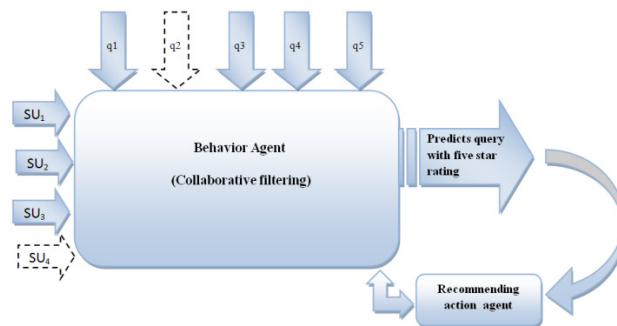 q1
q2
q3
q4
q5
SU₁
SU₂
SU₃
SU₄
Behavior Agent
(Collaborative filtering)
Predicts query
with five star
rating
Recommending
action agent